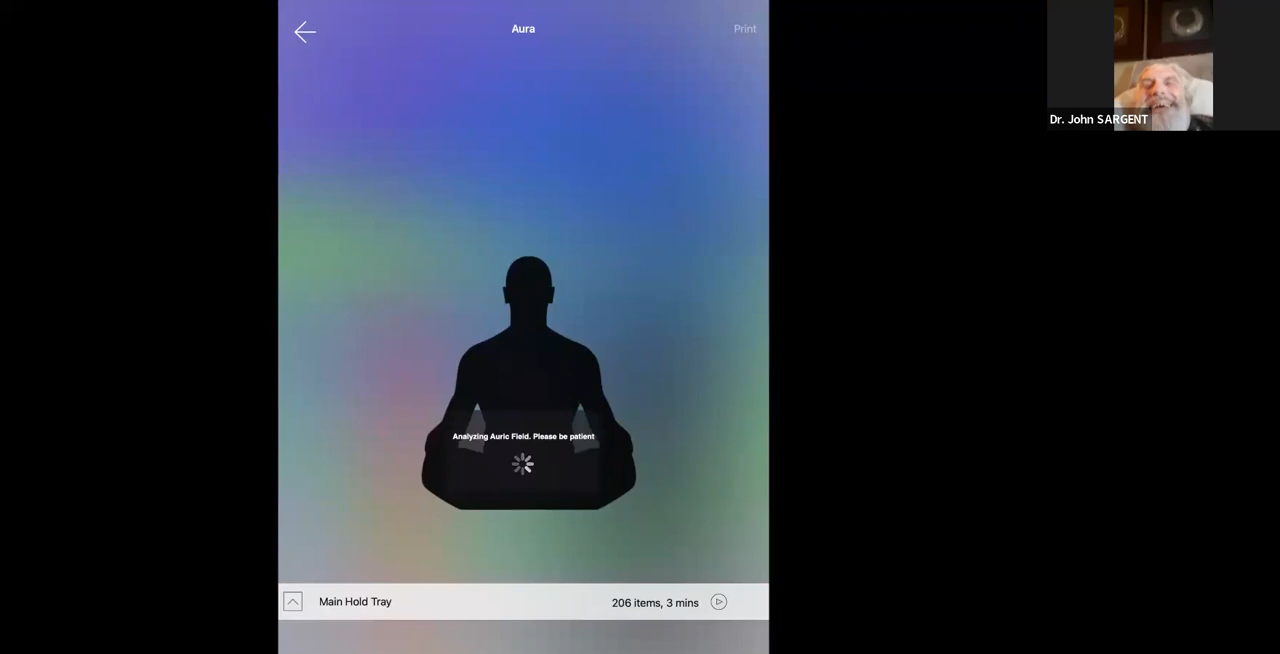 Aura
Print
Dr. John SARGENT
Analyzing Auric Field. Please be patient
Main Hold Tray
206 items, 3 mins